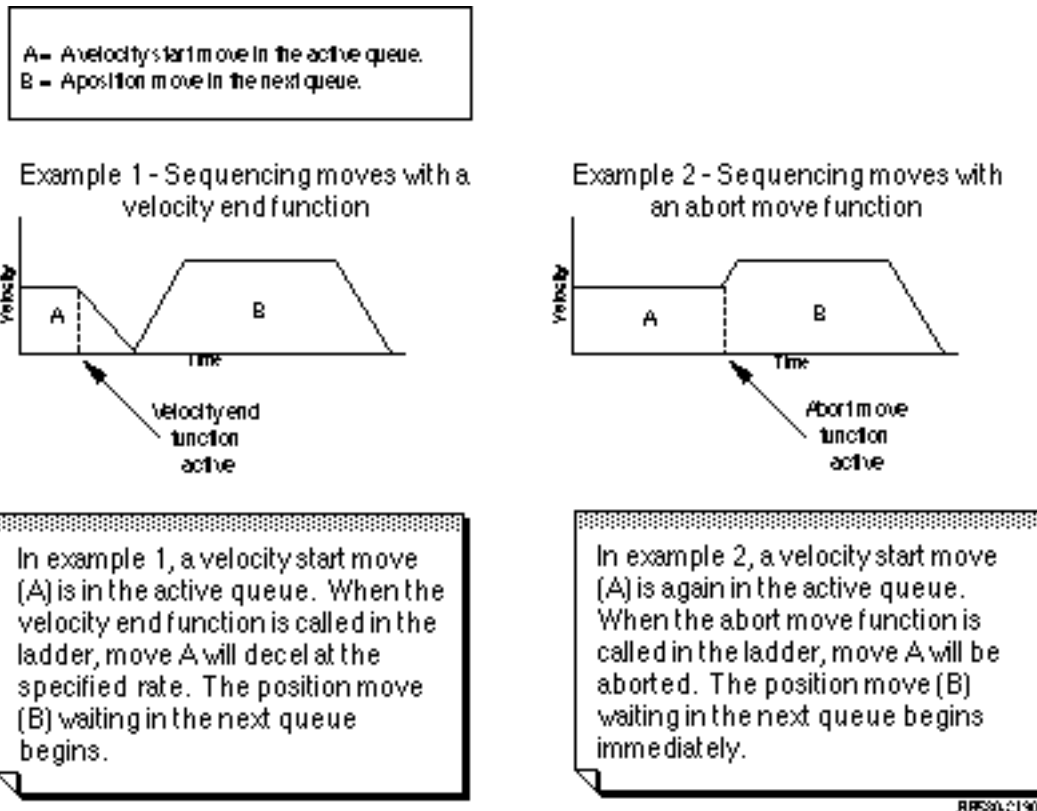 A = A velocity start move in the active queue.
B = A position move in the next queue.
Example 1 - Sequencing moves with a
velocity end function
Velocity
A
B
Time
Velocity end
function
active
In example 1, a velocity start move
(A) is in the active queue. When the
velocity end function is called in the
ladder, move A will decel at the
specified rate. The position move
(B) waiting in the next queue
begins.
Example 2 - Sequencing moves with
an abort move function
Velocity
A
B
Time
Abort move
function
active
In example 2, a velocity start move
(A) is again in the active queue.
When the abort move function is
called in the ladder, move A will be
aborted. The position move (B)
waiting in the next queue begins
immediately.